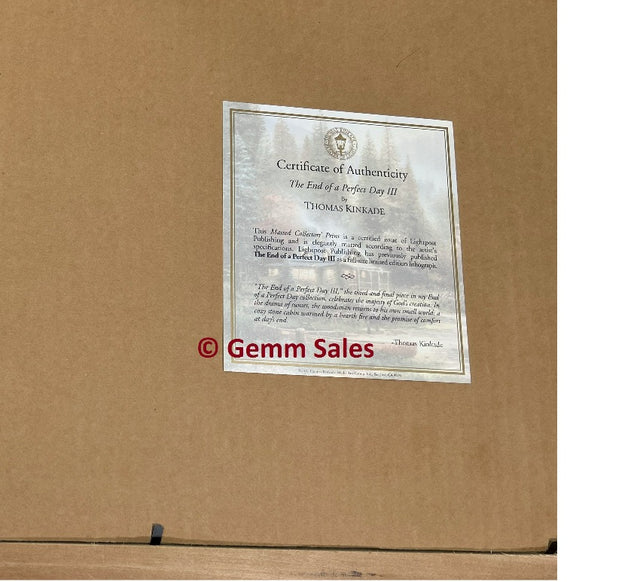 Certificate of Authenticity
The End of a Perfect Day III
By
THOMAS KINKADE
This Matted Collectors' Print is a certified issue of Lightpost
Publishing and is elegantly matted according to the artist's
specifications. Lightpost Publishing has previously published
The End of a Perfect Day III as a full-size limited edition lithograph.
"The End of a Perfect Day III," the third and final piece in my End
of a Perfect Day collection, celebrates the majesty of God's creation. In
the drama of sunset, the woodsman returns to his own small world: a
cozy stone cabin warmed by a hearth fire and the promise of comfort
at day's end.
© Gemm Sales
-Thomas Kinkade